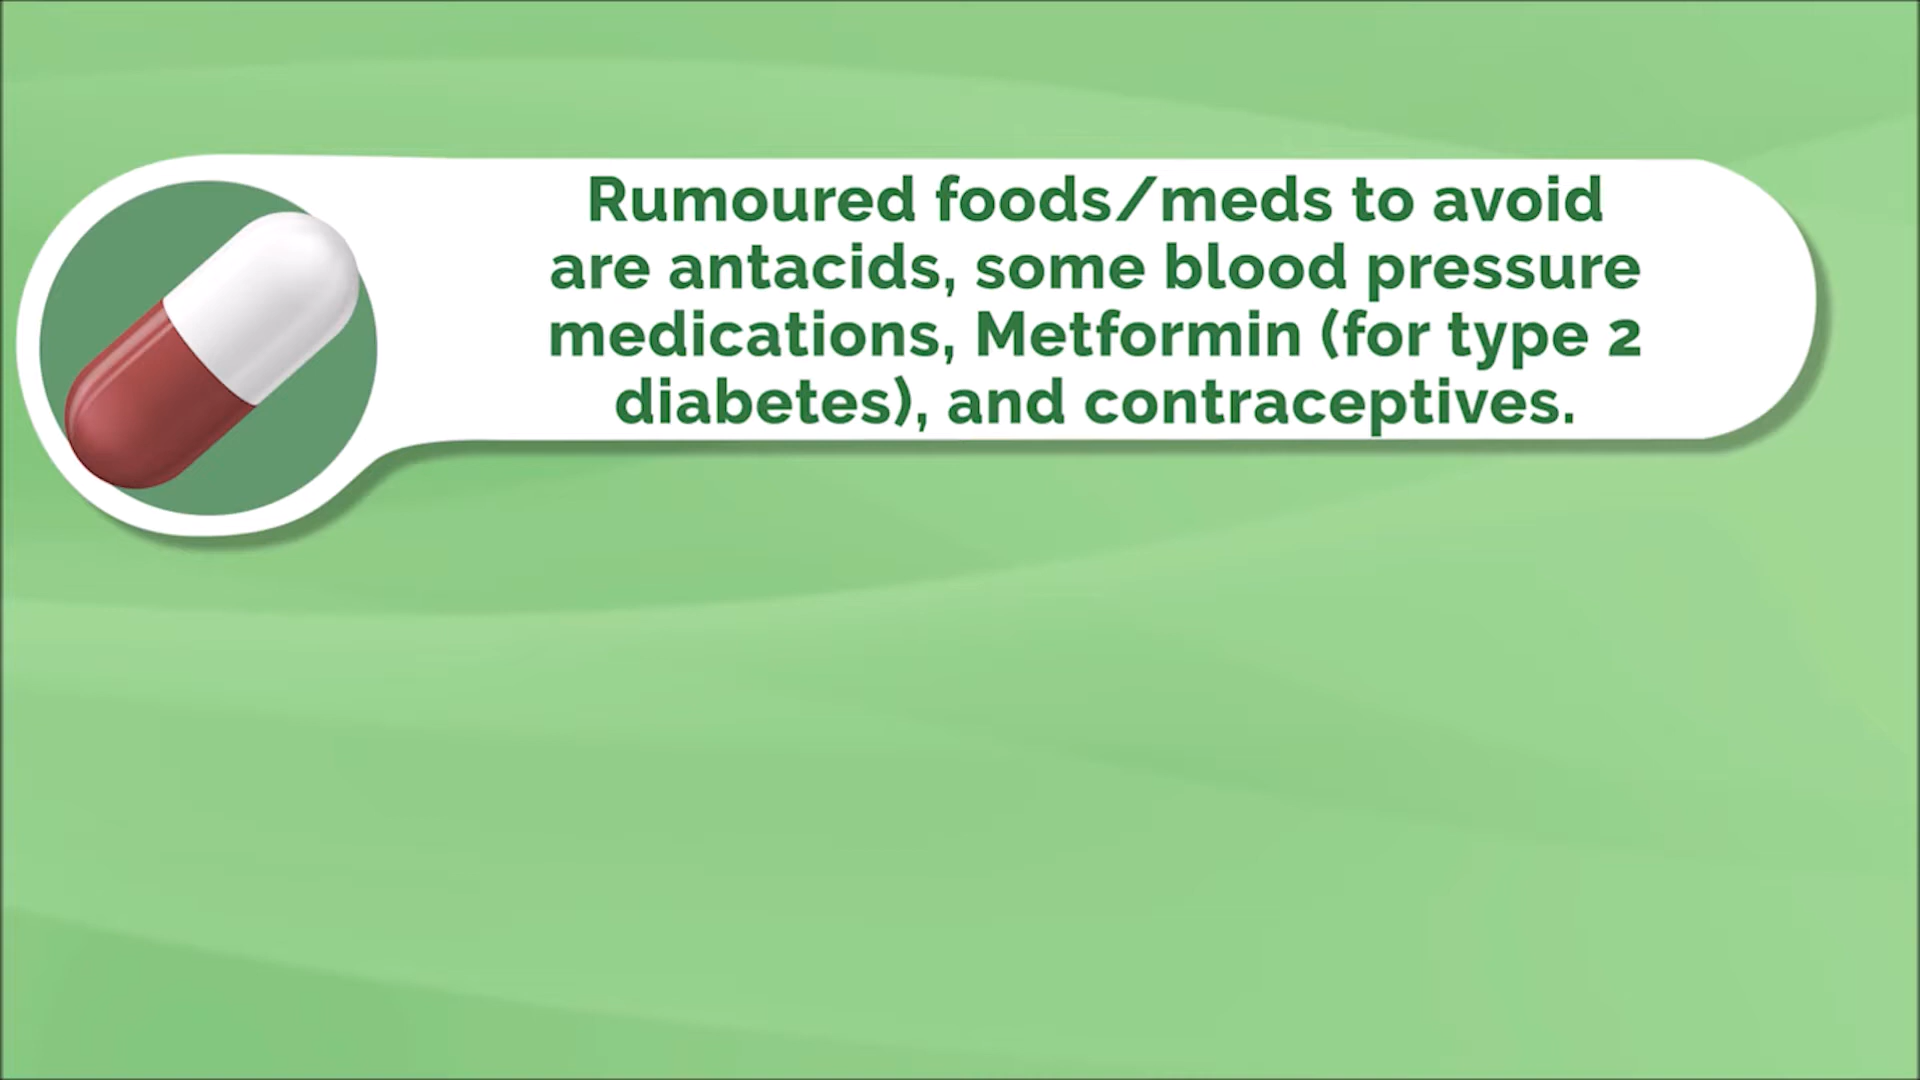 Rumoured foods/meds to avoid
are antacids, some blood pressure
medications, Metformin (for type 2
diabetes), and contraceptives.